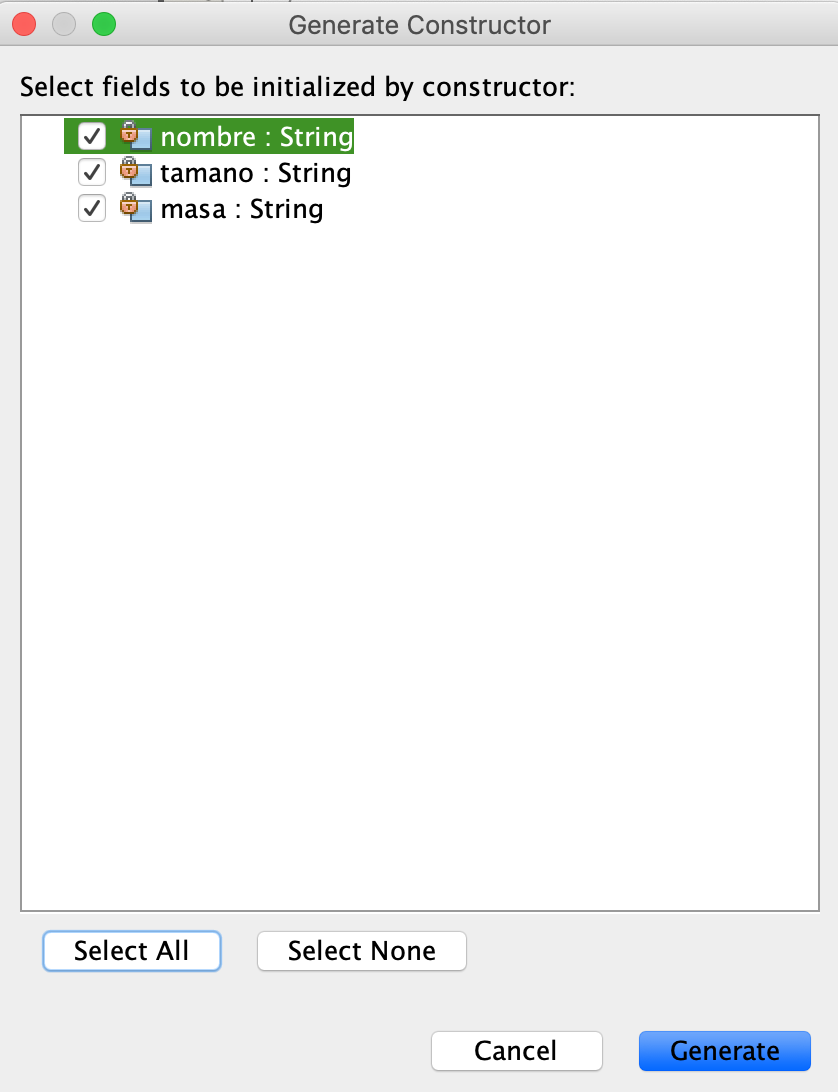 Generate Constructor
Select fields to be initialized by constructor:
nombre : String
tamano : String
masa : String
Select All Select None
Cancel Generate